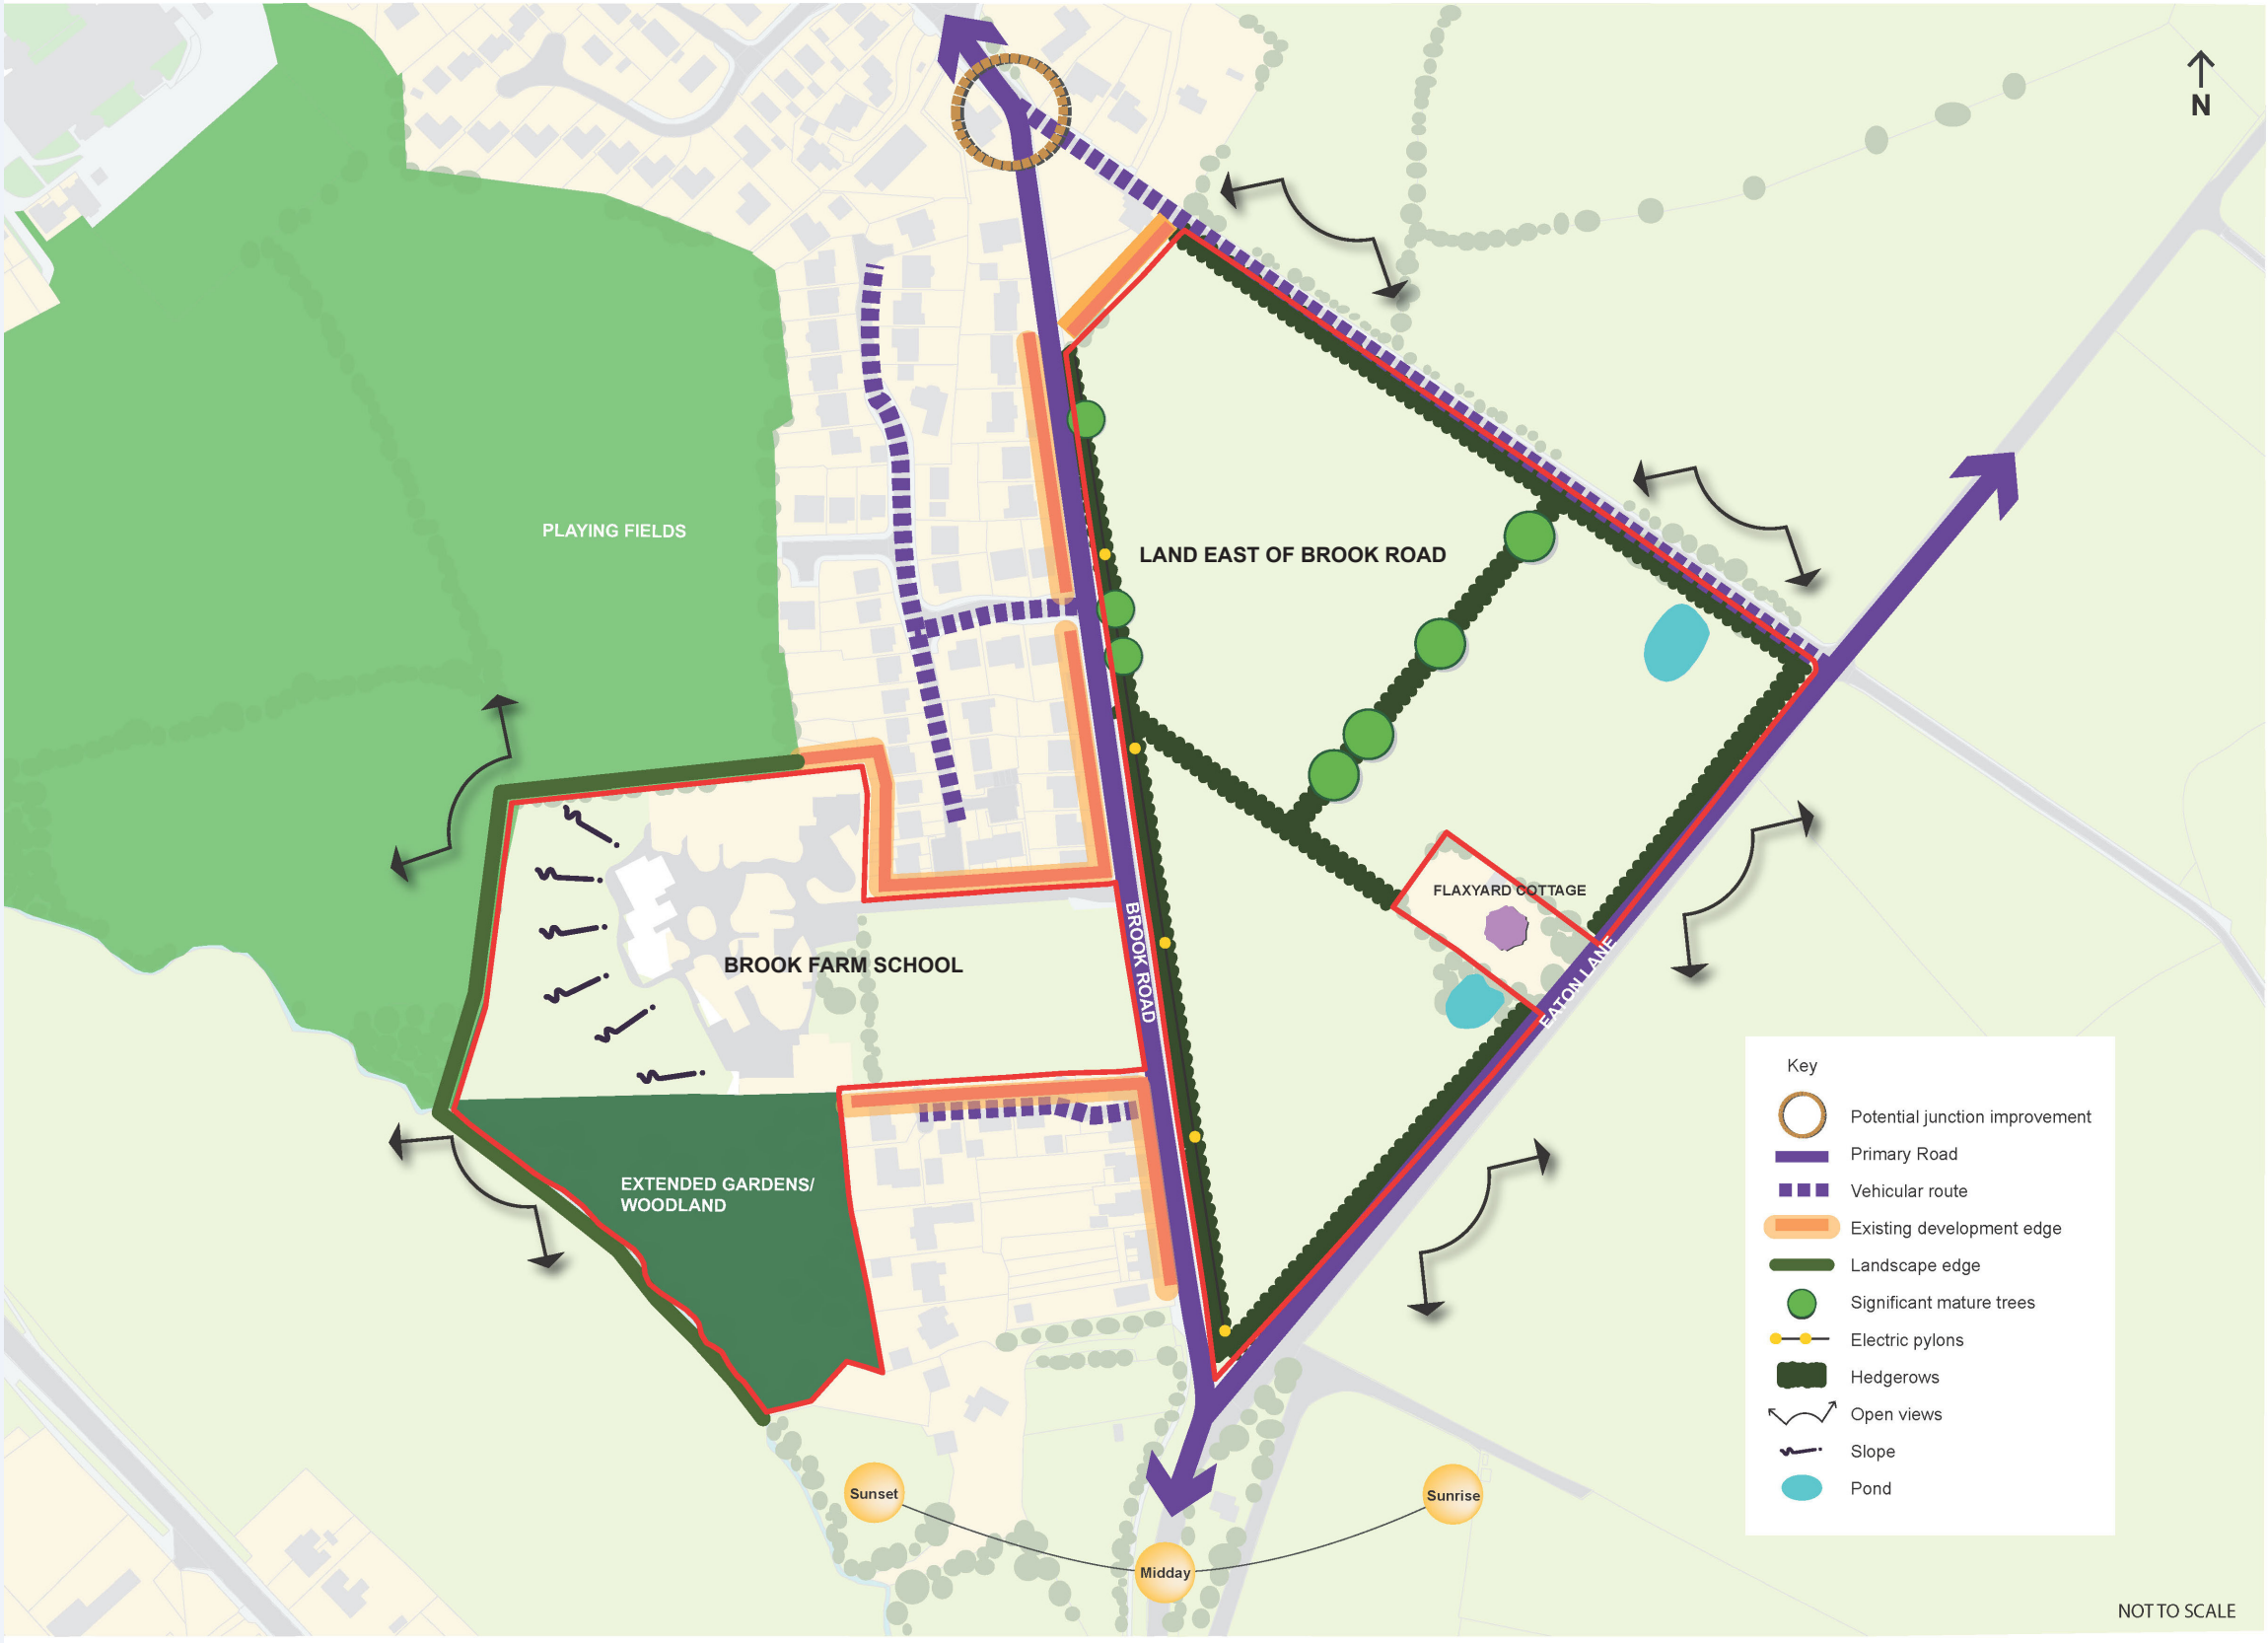 N
PLAYING FIELDS
LAND EAST OF BROOK ROAD
FLAXYARD COTTAGE
BROOK FARM SCHOOL
BROOK ROAD
EATON LANE
EXTENDED GARDENS/
WOODLAND
Key
Potential junction improvement
Primary Road
Vehicular route
Existing development edge
Landscape edge
Significant mature trees
Electric pylons
Hedgerows
Open views
Slope
Pond
Sunset
Sunrise
Midday
NOT TO SCALE